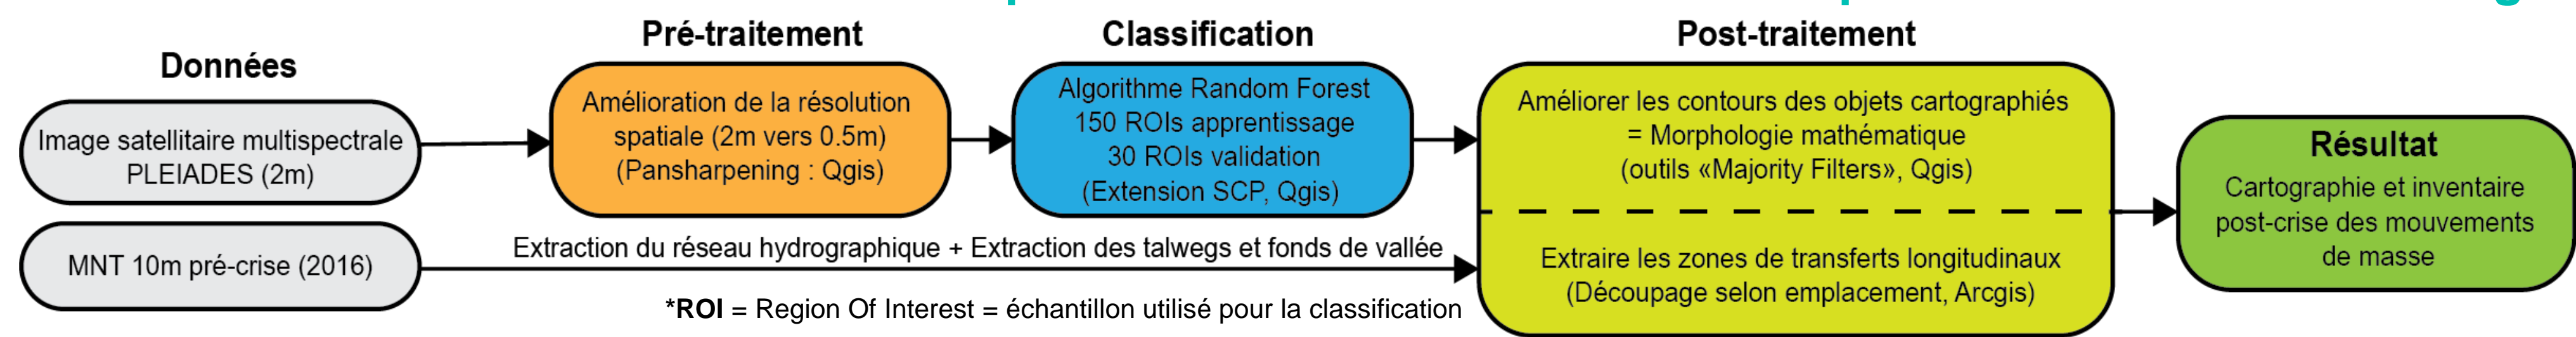 Données
Image satellitaire multispectrale
PLEIADES (2m)
MNT 10m pré-crise (2016)
Pré-traitement
Amélioration de la résolution
spatiale (2m vers 0.5m)
(Pansharpening : Qgis)
Classification
Algorithme Random Forest
150 ROIs apprentissage
30 ROIs validation
(Extension SCP, Qgis)
Extraction du réseau hydrographique + Extraction des talwegs et fonds de vallée
*ROI = Region Of Interest = échantillon utilisé pour la classification
Post-traitement
Améliorer les contours des objets cartographiés
= Morphologie mathématique
(outils «Majority Filters», Qgis)
Extraire les zones de transferts longitudinaux
(Découpage selon emplacement, Arcgis)
Résultat
Cartographie et inventaire
post-crise des mouvements
de masse